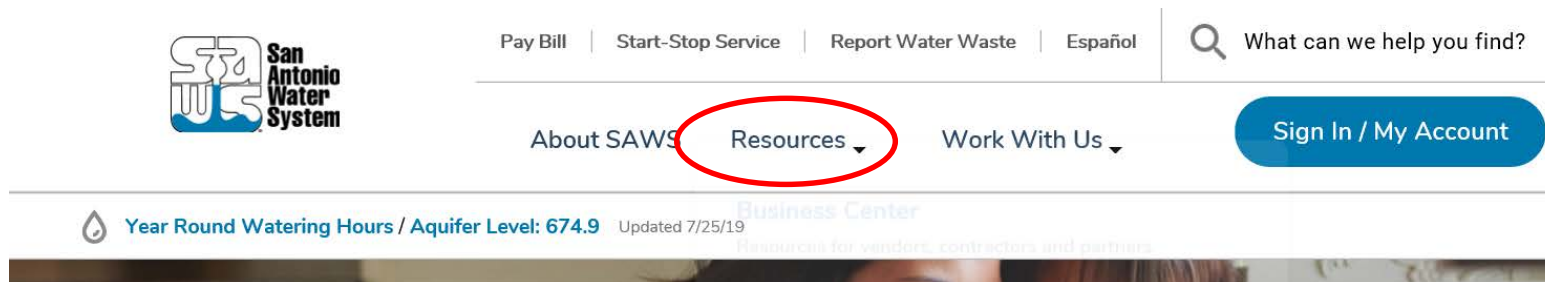 San
Antonio
Water
System
Pay Bill | Start-Stop Service | Report Water Waste | Español
What can we help you find?
About SAWS Resources Work With Us
Sign In / My Account
Business Center
Year Round Watering Hours / Aquifer Level: 674.9 Updated 7/25/19
Resources for vendors, contractors and partners